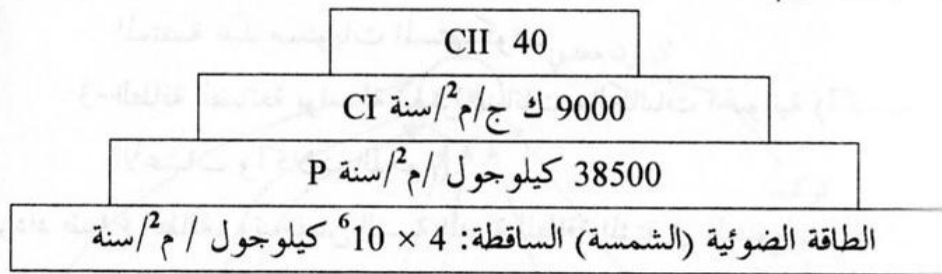 CII 40
9000 ك ج/م²/سنة CI
38500 كيلوجول /م²/سنة P
الطاقة الضوئية (الشمسة) الساقطة: 4 × 10⁶ كيلوجول / م²/سنة